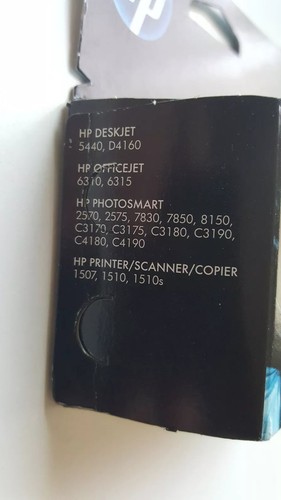 hp
HP DESKJET
5440, D4160
HP OFFICEJET
6310, 6315
HP PHOTOSMART
2570, 2575, 7830, 7850, 8150,
C3170, C3175, C3180, C3190,
C4180, C4190
HP PRINTER/SCANNER/COPIER
1507, 1510, 1510s